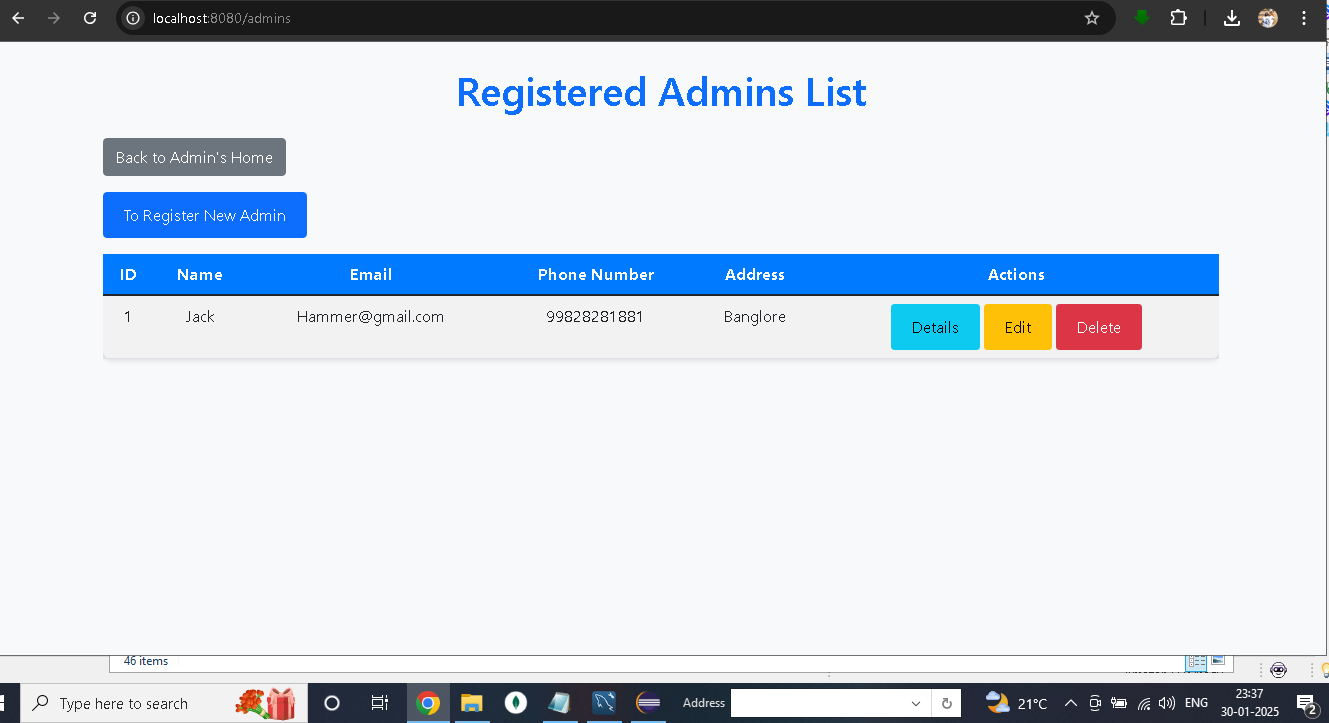 localhost:8080/admins
Registered Admins List
Back to Admin's Home
To Register New Admin
ID Name Email Phone Number Address Actions
1 Jack Hammer@gmail.com 99828281881 Banglore Details Edit Delete
46 items
Type here to search
Address
21°C
ENG
23:37
30-01-2025
2